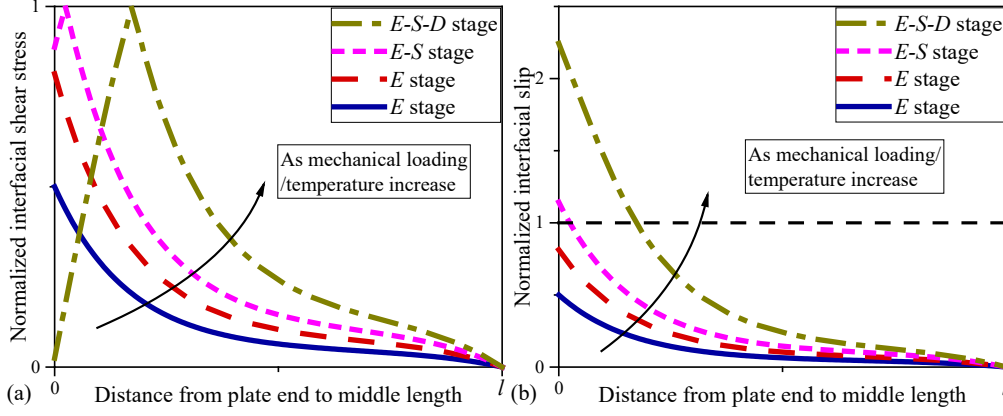 1
E-S-D stage
E-S stage
E stage
E stage
As mechanical loading
/temperature increase
Normalized interfacial shear stress
0
0
l
(a)
Distance from plate end to middle length
2
E-S-D stage
E-S stage
E stage
E stage
As mechanical loading/
temperature increase
1
Normalized interfacial slip
0
0
(b)
Distance from plate end to middle length